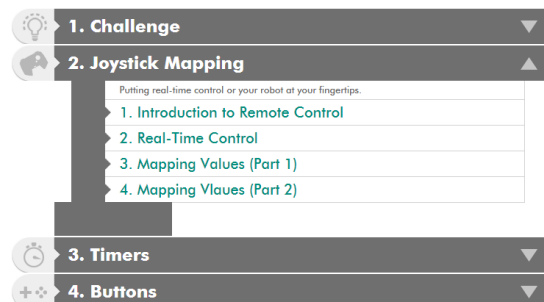 1. Challenge
2. Joystick Mapping
Putting real-time control or your robot at your fingertips.
1. Introduction to Remote Control
2. Real-Time Control
3. Mapping Values (Part 1)
4. Mapping Vlaues (Part 2)
3. Timers
4. Buttons